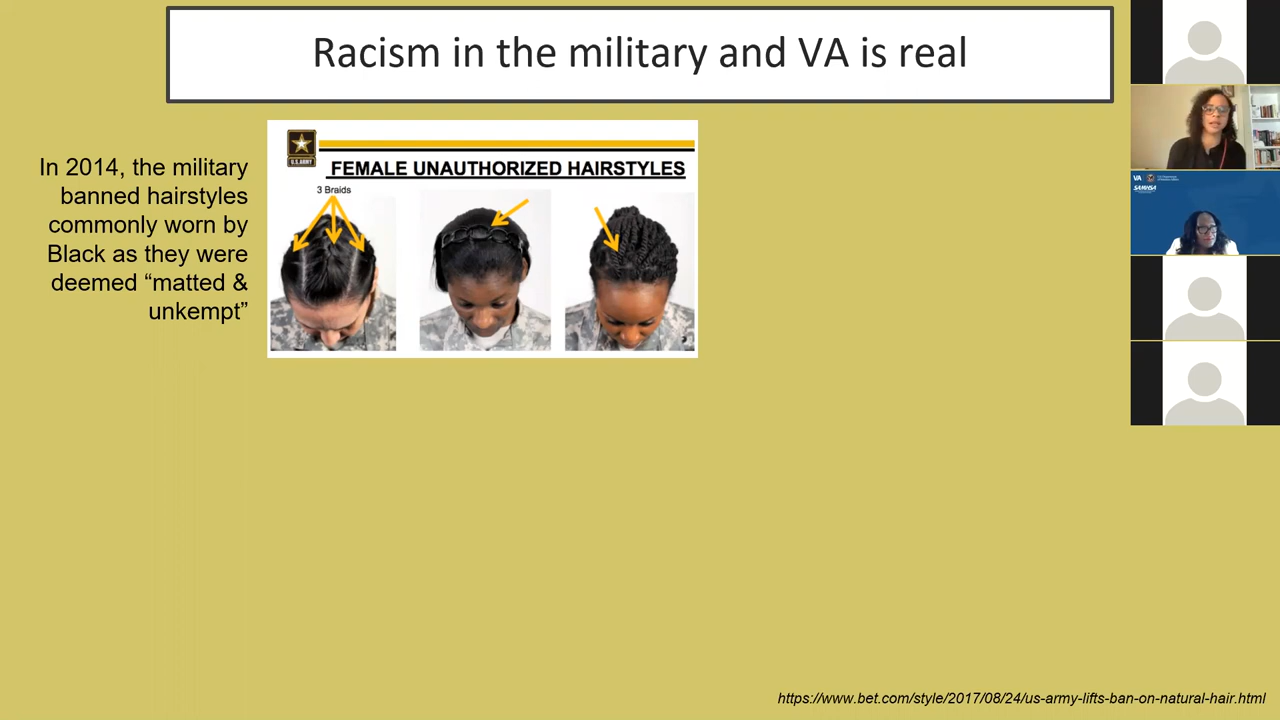 Racism in the military and VA is real
In 2014, the military
banned hairstyles
commonly worn by
Black as they were
deemed “matted &
unkempt”
U.S. ARMY
FEMALE UNAUTHORIZED HAIRSTYLES
3 Braids
VA
SAMHSA
https://www.bet.com/style/2017/08/24/us-army-lifts-ban-on-natural-hair.html